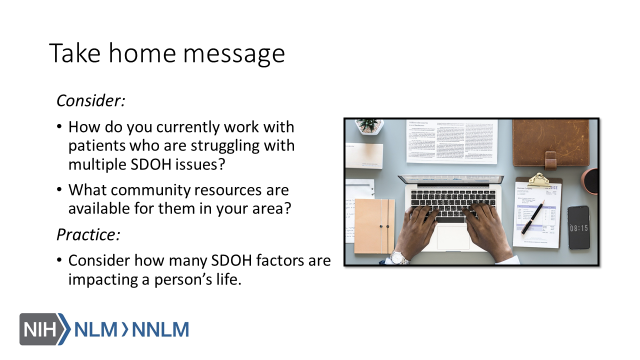 Take home message
Consider:
• How do you currently work with
patients who are struggling with
multiple SDOH issues?
• What community resources are
available for them in your area?
Practice:
• Consider how many SDOH factors are
impacting a person’s life.
08:15
NIH NLM NNLM